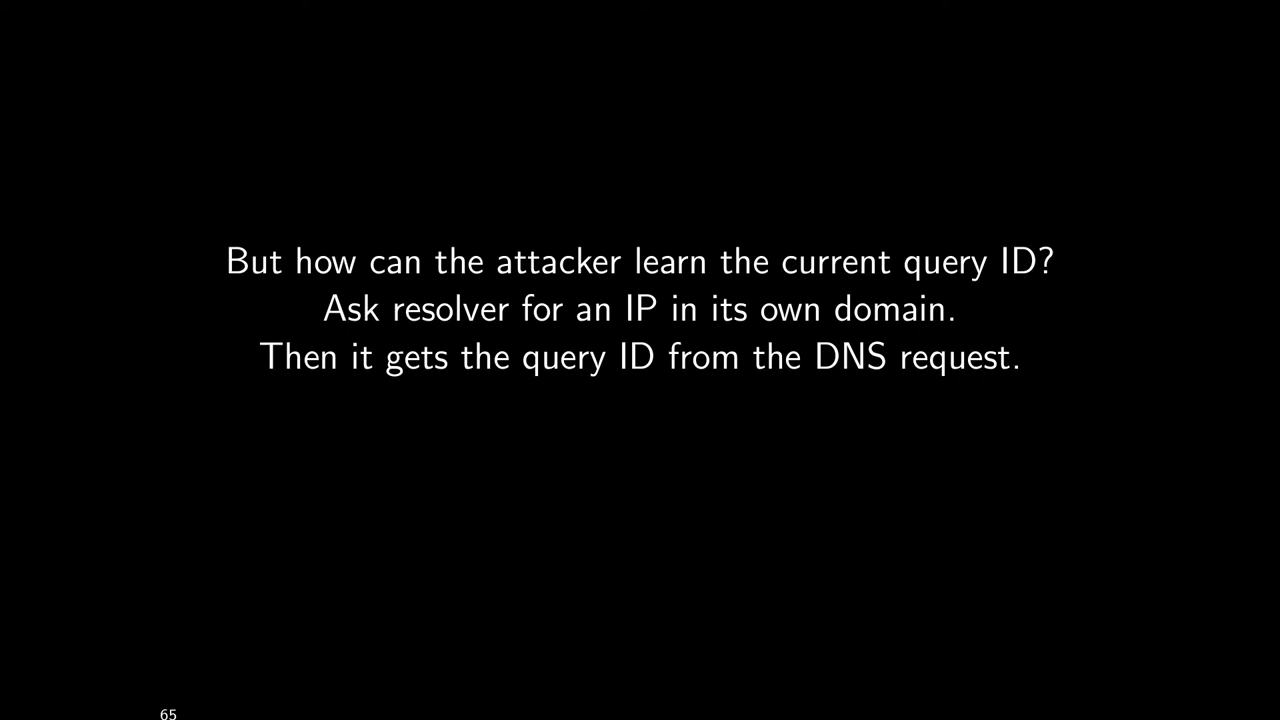 But how can the attacker learn the current query ID?
Ask resolver for an IP in its own domain.
Then it gets the query ID from the DNS request.
65